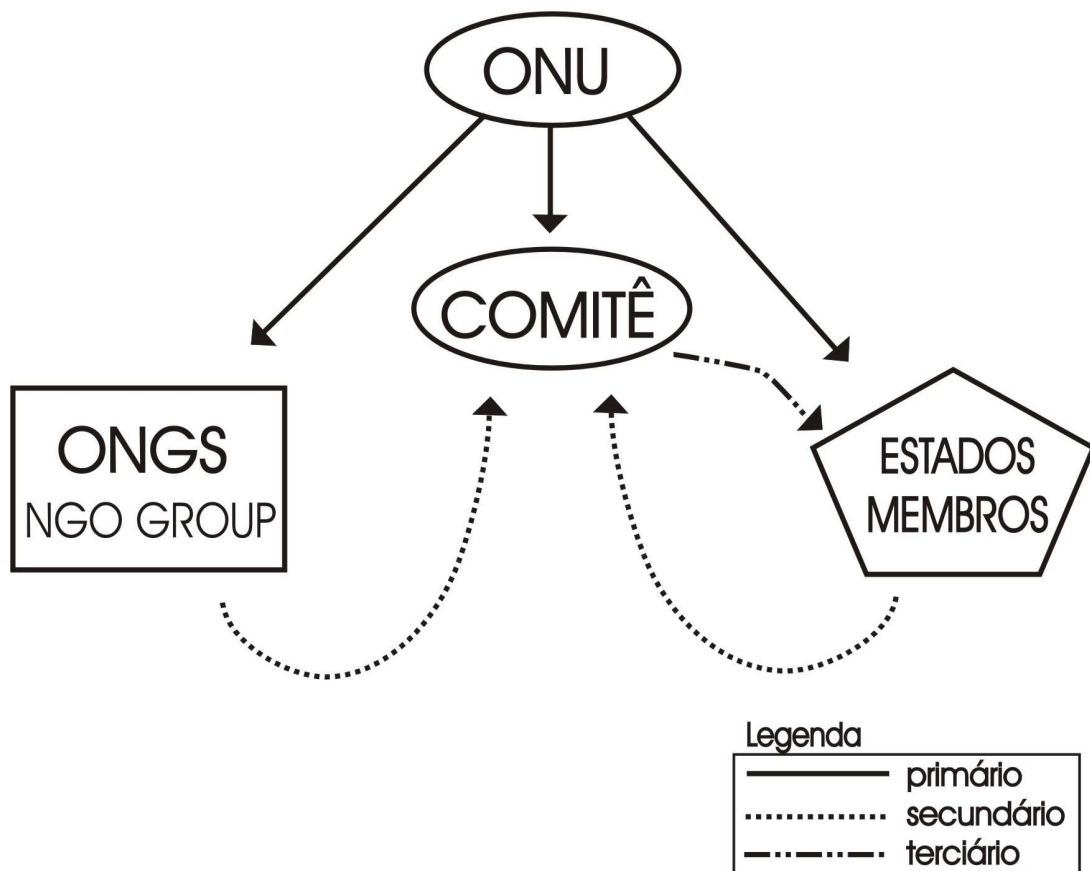 ONU
COMITÊ
ONGS
NGO GROUP
ESTADOS
MEMBROS
Legenda
primário
secundário
terciário